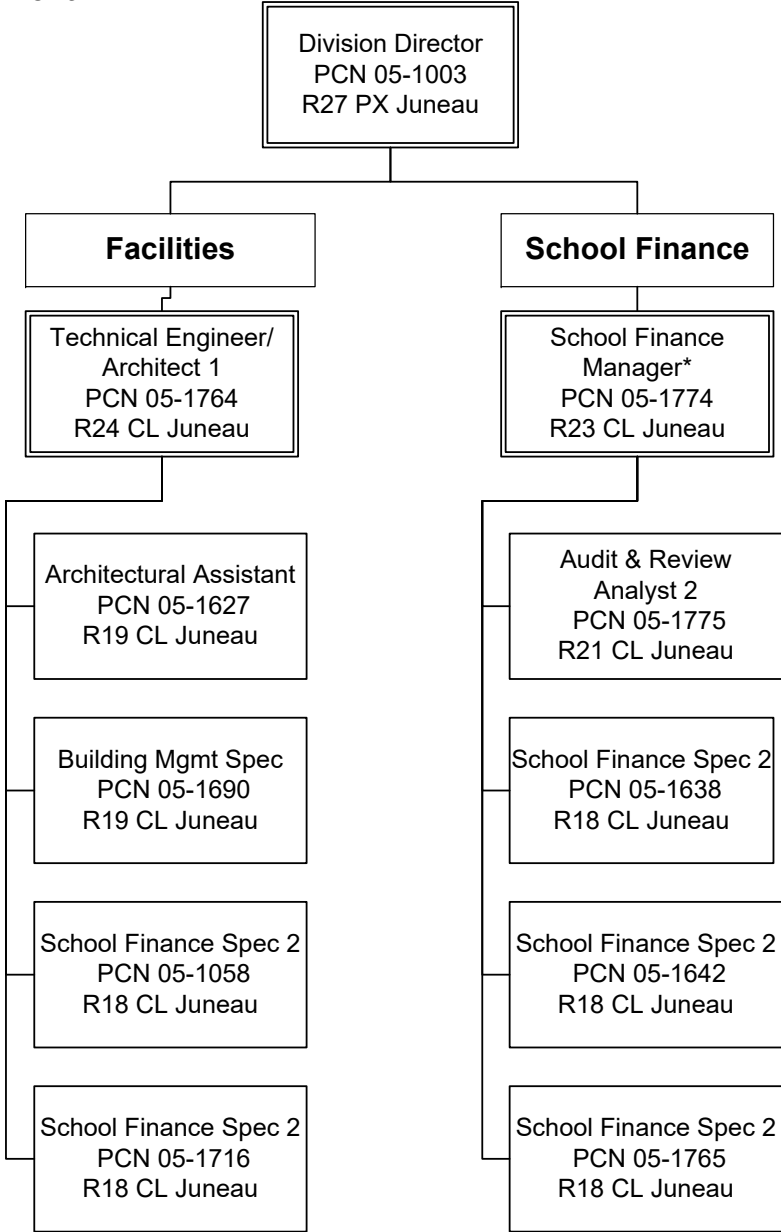 Division Director
PCN 05-1003
R27 PX Juneau
Facilities
Technical Engineer/
Architect 1
PCN 05-1764
R24 CL Juneau
Architectural Assistant
PCN 05-1627
R19 CL Juneau
Building Mgmt Spec
PCN 05-1690
R19 CL Juneau
School Finance Spec 2
PCN 05-1058
R18 CL Juneau
School Finance Spec 2
PCN 05-1716
R18 CL Juneau
School Finance
School Finance
Manager*
PCN 05-1774
R23 CL Juneau
Audit & Review
Analyst 2
PCN 05-1775
R21 CL Juneau
School Finance Spec 2
PCN 05-1638
R18 CL Juneau
School Finance Spec 2
PCN 05-1642
R18 CL Juneau
School Finance Spec 2
PCN 05-1765
R18 CL Juneau